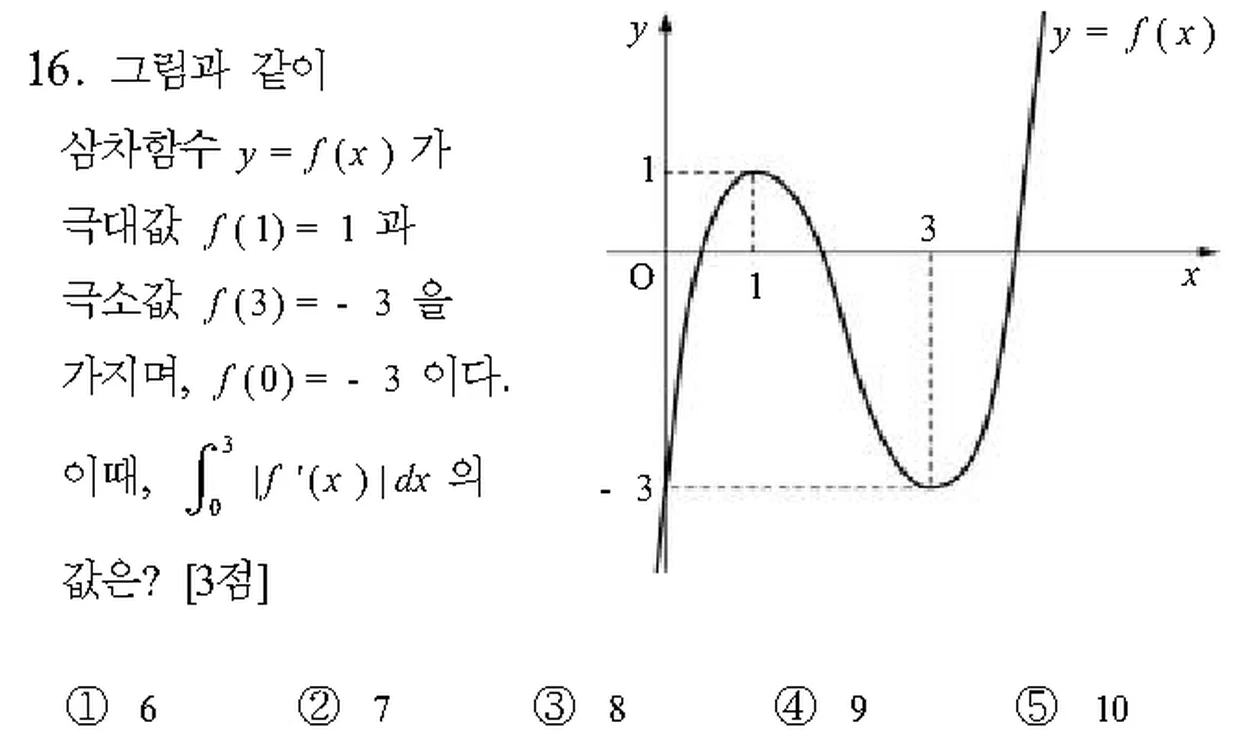 16. 그림과 같이
삼차함수 y = f(x) 가
극대값 f(1) = 1 과
극소값 f(3) = - 3 을
가지며, f(0) = - 3 이다.
이때, ∫₀³ |f '(x)| dx 의
값은? [3점]
y
y = f(x)
1
3
O
1
x
- 3
① 6 ② 7 ③ 8 ④ 9 ⑤ 10